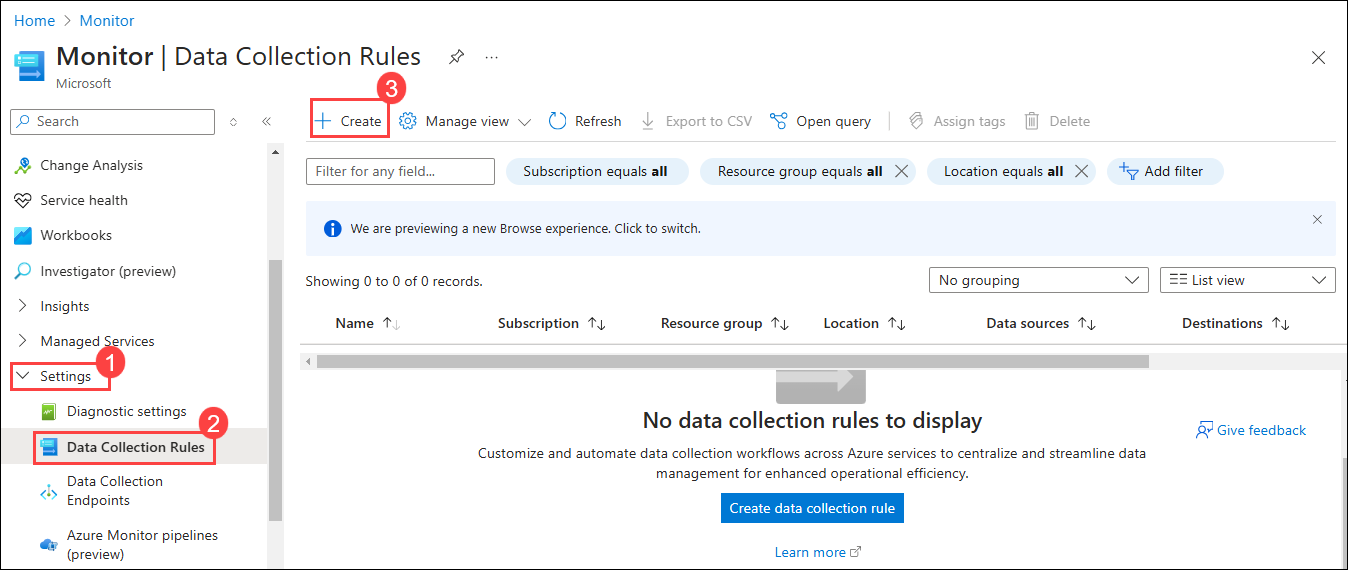 Home > Monitor
Monitor | Data Collection Rules
...
Microsoft
3
Search
«
Create
Manage view
Refresh
Export to CSV
Open query
Assign tags
Delete
Change Analysis
Service health
Workbooks
Investigator (preview)
Insights
Managed Services
1
Settings
Diagnostic settings
2
Data Collection Rules
Data Collection
Endpoints
Azure Monitor pipelines
(preview)
Filter for any field...
Subscription equals all
Resource group equals all
Location equals all
Add filter
We are previewing a new Browse experience. Click to switch.
Showing 0 to 0 of 0 records.
No grouping
List view
Name
Subscription
Resource group
Location
Data sources
Destinations
No data collection rules to display
Customize and automate data collection workflows across Azure services to centralize and streamline data
management for enhanced operational efficiency.
Create data collection rule
Learn more
Give feedback